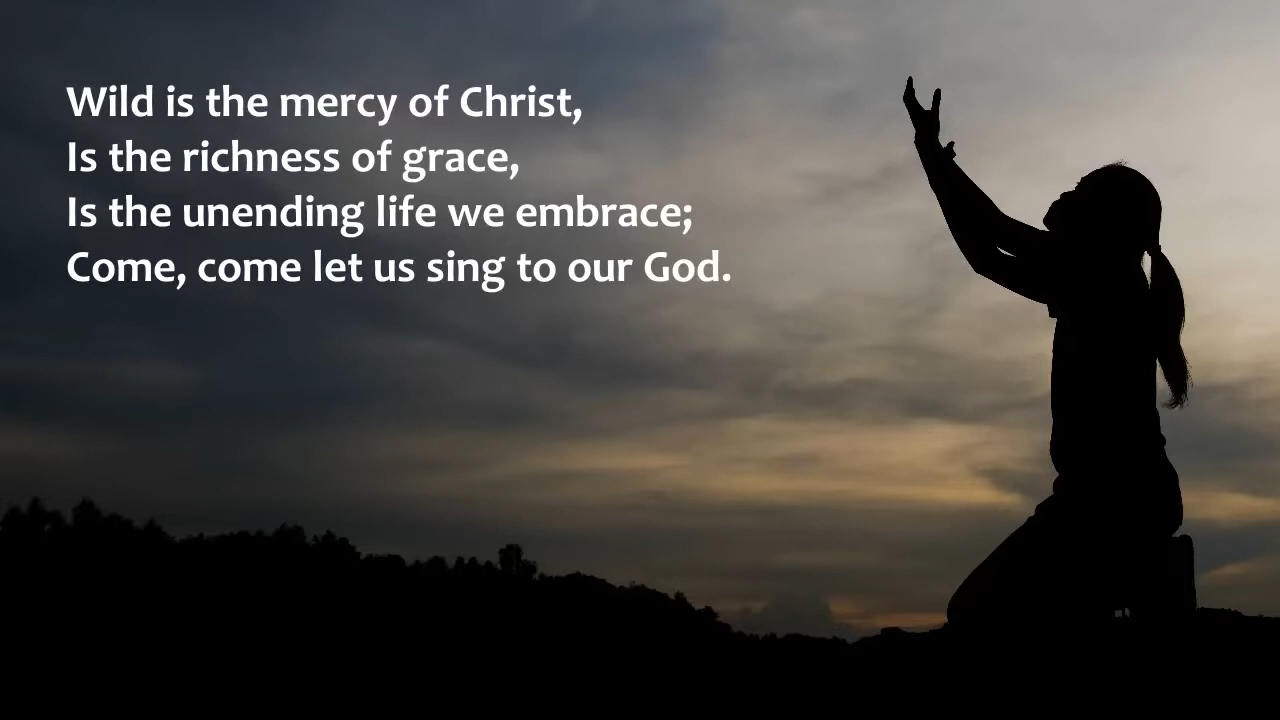 Wild is the mercy of Christ,
Is the richness of grace,
Is the unending life we embrace;
Come, come let us sing to our God.